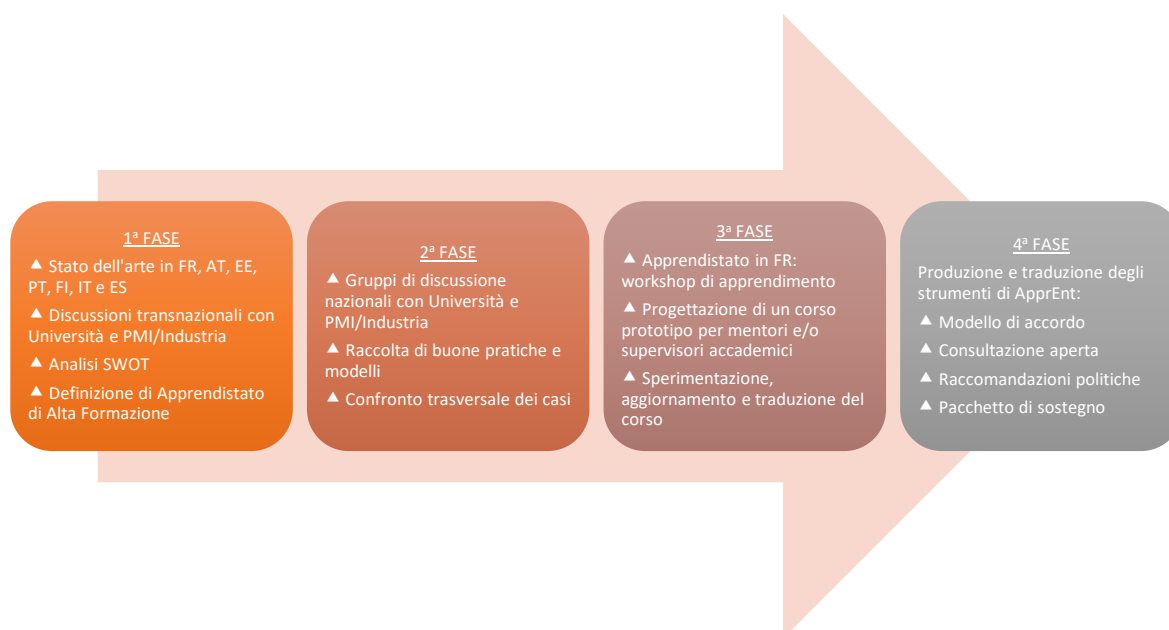 1ª FASE
▲ Stato dell'arte in FR, AT, EE,
PT, FI, IT e ES
▲ Discussioni transnazionali con
Università e PMI/Industria
▲ Analisi SWOT
▲ Definizione di Apprendistato
di Alta Formazione
2ª FASE
▲ Gruppi di discussione
nazionali con Università e
PMI/Industria
▲ Raccolta di buone pratiche e
modelli
▲ Confronto trasversale dei casi
3ª FASE
▲ Apprendistato in FR:
workshop di apprendimento
▲ Progettazione di un corso
prototipo per mentori e/o
supervisori accademici
▲ Sperimentazione,
aggiornamento e traduzione del
corso
4ª FASE
Produzione e traduzione degli
strumenti di ApprEnt:
▲ Modello di accordo
▲ Consultazione aperta
▲ Raccomandazioni politiche
▲ Pacchetto di sostegno